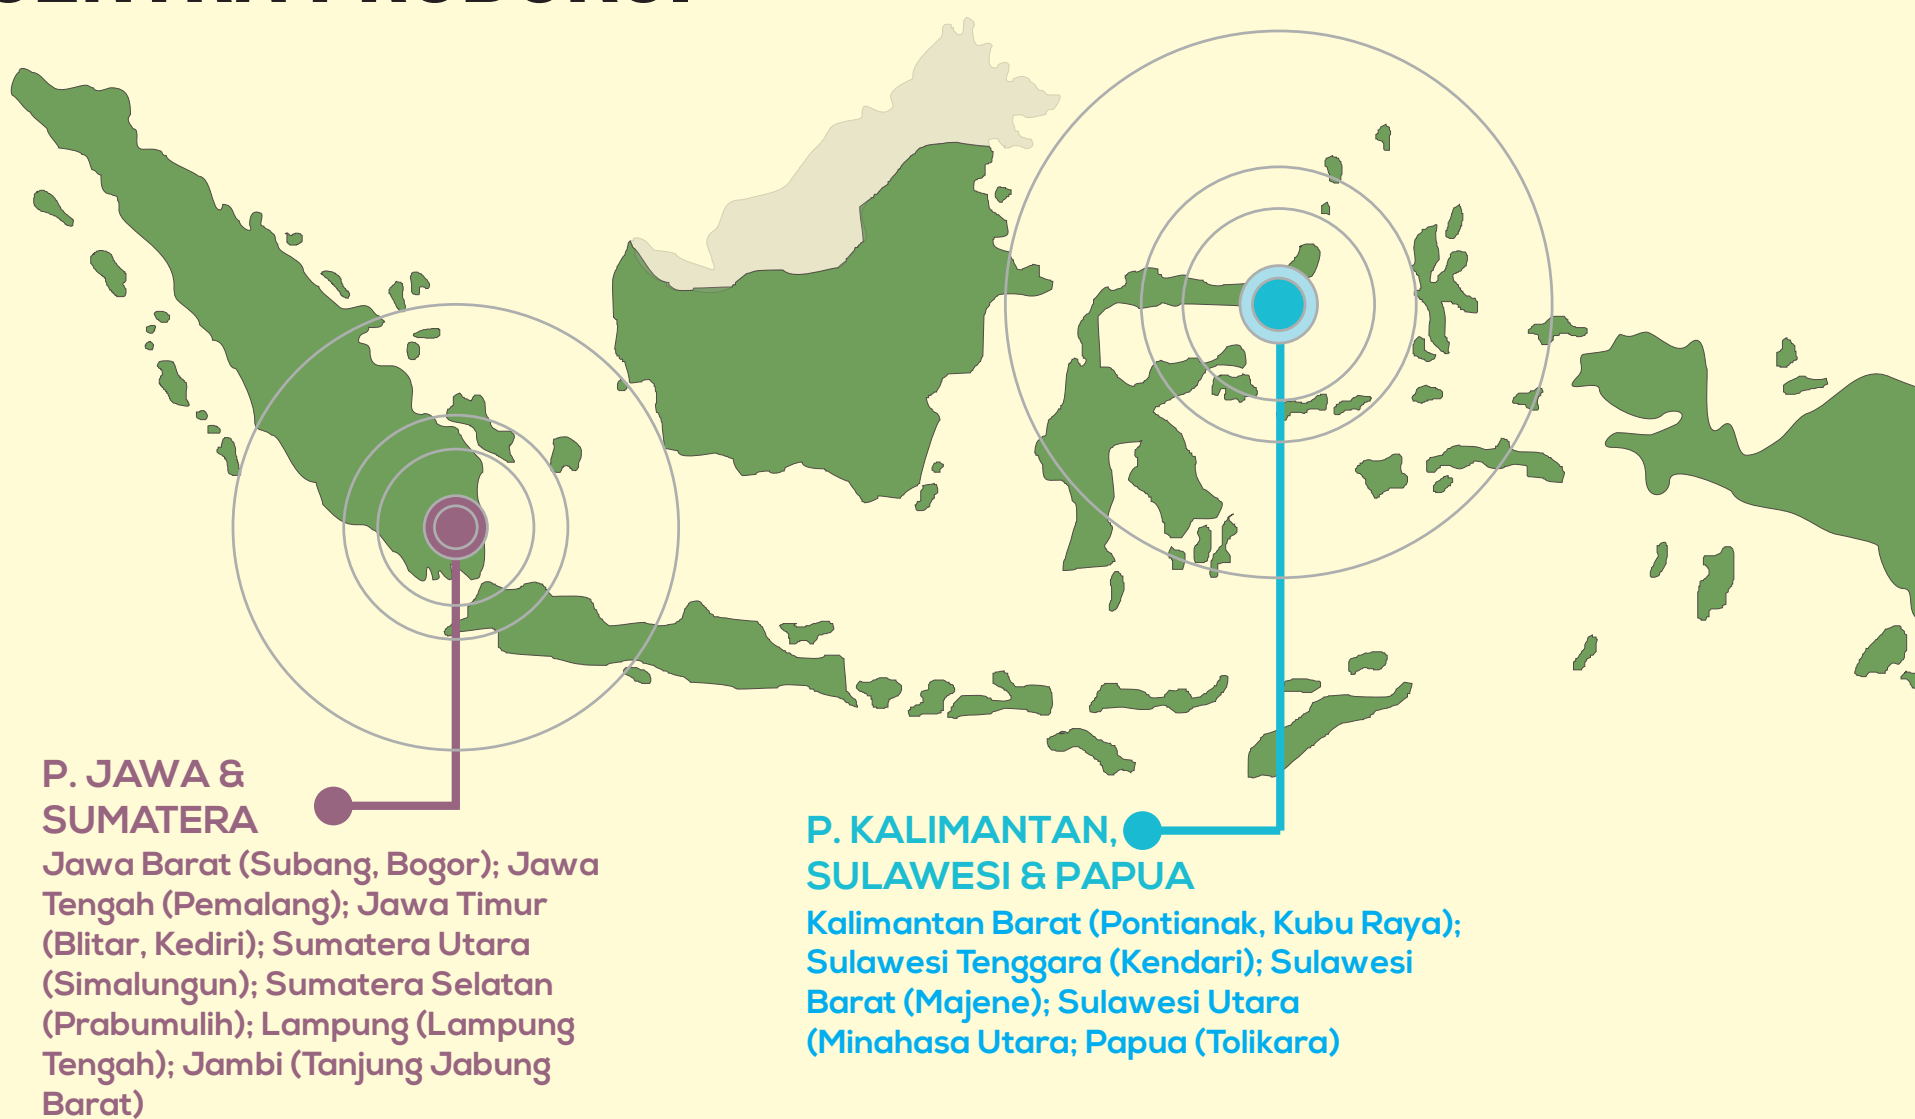 SENTRA PRODUKSI
P. JAWA &
SUMATERA
Jawa Barat (Subang, Bogor); Jawa
Tengah (Pemalang); Jawa Timur
(Blitar, Kediri); Sumatera Utara
(Simalungun); Sumatera Selatan
(Prabumulih); Lampung (Lampung
Tengah); Jambi (Tanjung Jabung
Barat)
P. KALIMANTAN,
SULAWESI & PAPUA
Kalimantan Barat (Pontianak, Kubu Raya);
Sulawesi Tenggara (Kendari); Sulawesi
Barat (Majene); Sulawesi Utara
(Minahasa Utara; Papua (Tolikara)